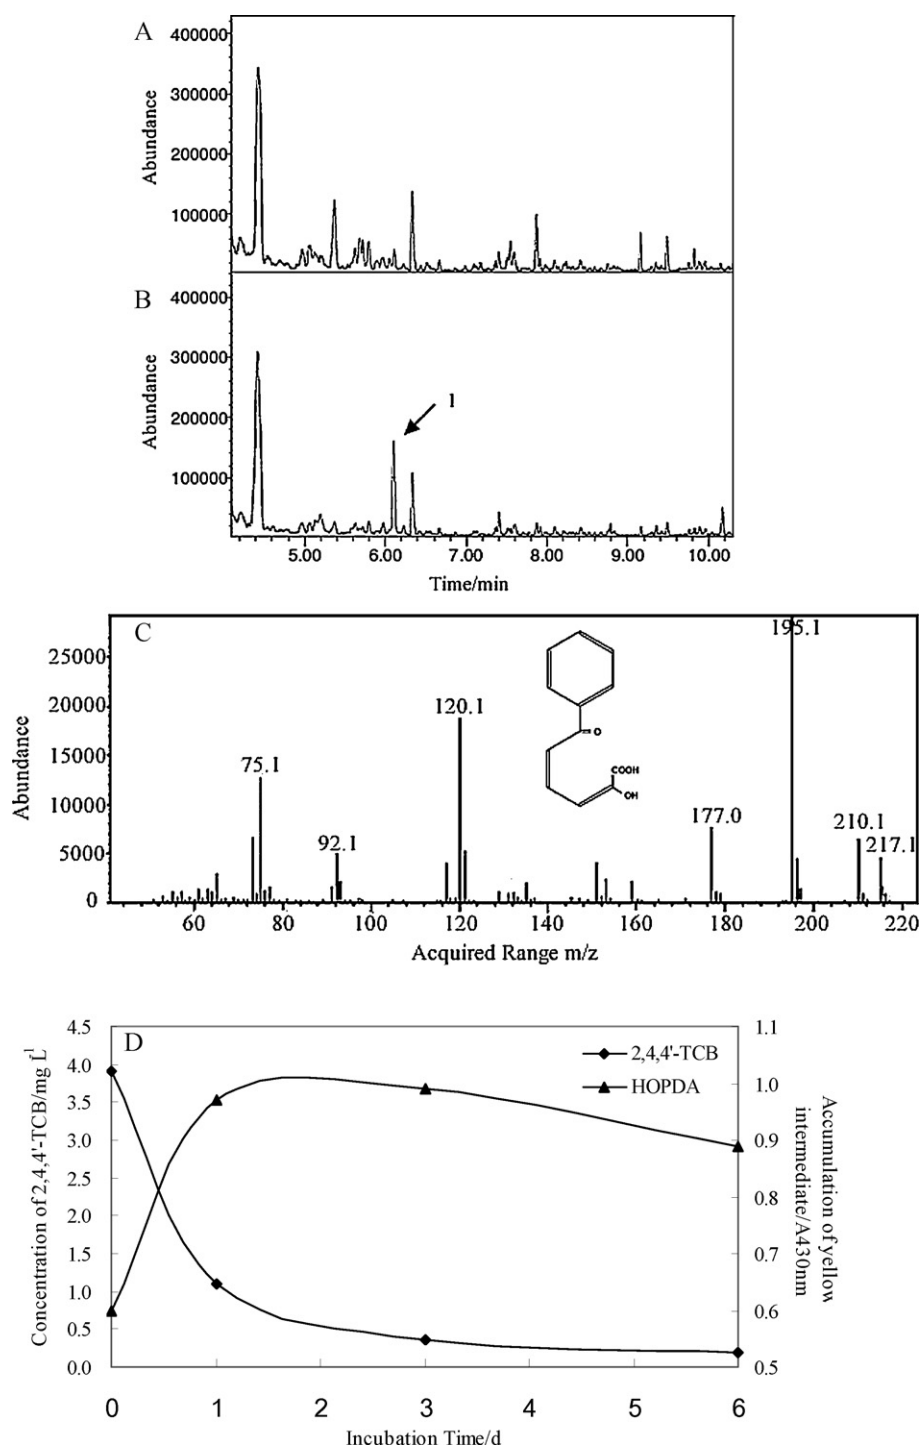 A
400000
300000
200000
100000
Abundance
B
400000
300000
200000
100000
Abundance
1
5.00 6.00 7.00 8.00 9.00 10.00
Time/min
C
25000
20000
15000
10000
5000
0
Abundance
75.1
92.1
120.1
177.0
195.1
210.1
217.1
O
COOH
OH
60 80 100 120 140 160 180 200 220
Acquired Range m/z
D
4.5
4.0
3.5
3.0
2.5
2.0
1.5
1.0
0.5
0.0
Concentration of 2,4,4'-TCB/mg L1
2,4,4'-TCB
HOPDA
1.1
1.0
0.9
0.8
0.7
0.6
0.5
Accumulation of yellow
intermediate/A430nm
0 1 2 3 4 5 6
Incubation Time/d